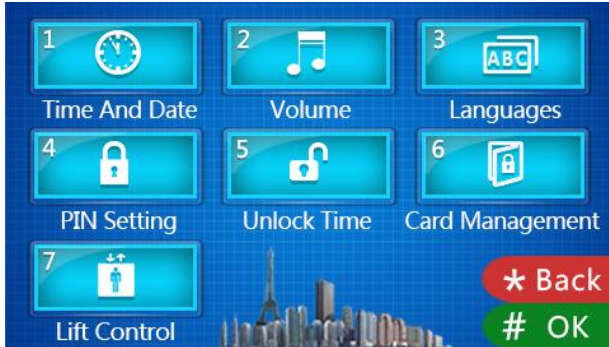 1 2 3
ABC
Time And Date Volume Languages
4 5 6
PIN Setting Unlock Time Card Management
7
* Back
Lift Control # OK